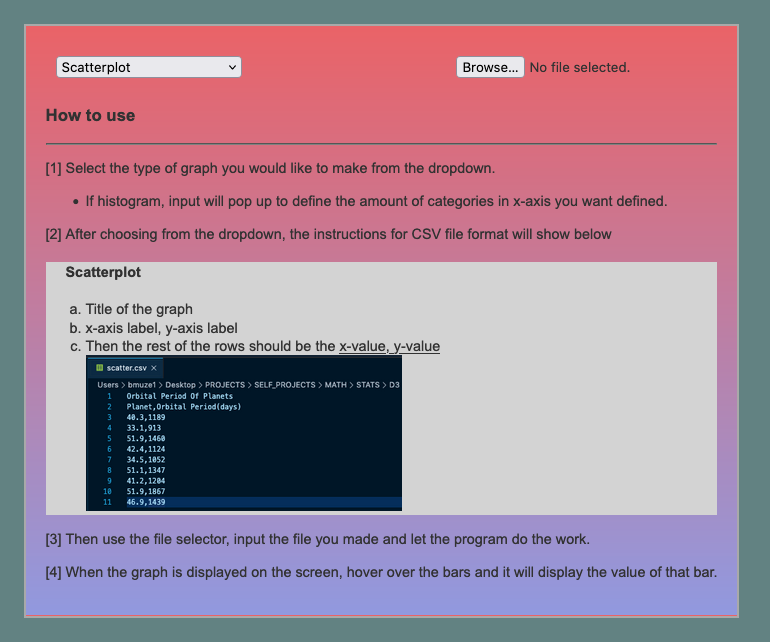 Scatterplot
Browse... No file selected.
How to use
[1] Select the type of graph you would like to make from the dropdown.
• If histogram, input will pop up to define the amount of categories in x-axis you want defined.
[2] After choosing from the dropdown, the instructions for CSV file format will show below
Scatterplot
a. Title of the graph
b. x-axis label, y-axis label
c. Then the rest of the rows should be the x-value, y-value
scatter.csv ×
Users > bmuze1 > Desktop > PROJECTS > SELF_PROJECTS > MATH > STATS > D3
1 Orbital Period Of Planets
2 Planet,Orbital Period(days)
3 40.3,1189
4 33.1,913
5 51.9,1460
6 42.4,1124
7 34.5,1052
8 51.1,1347
9 41.2,1204
10 51.9,1867
11 46.9,1439
[3] Then use the file selector, input the file you made and let the program do the work.
[4] When the graph is displayed on the screen, hover over the bars and it will display the value of that bar.